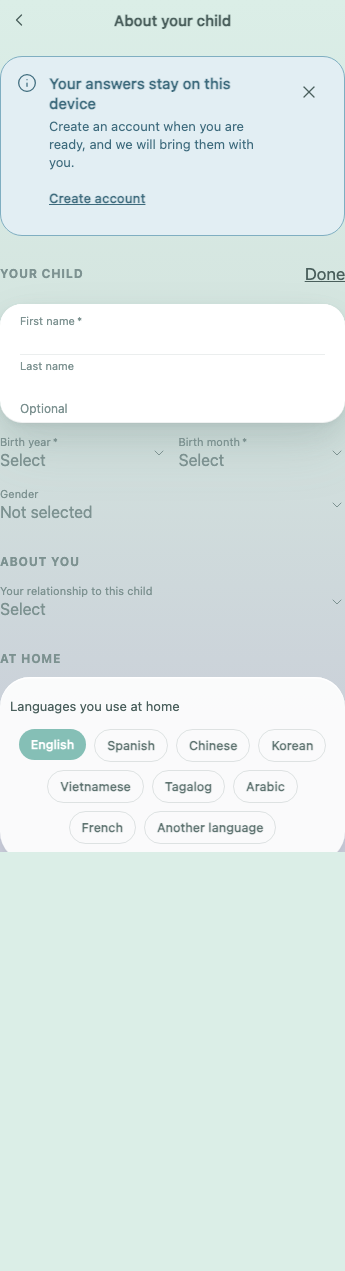 About your child
Your answers stay on this
device
Create an account when you are
ready, and we will bring them with
you.
Create account
YOUR CHILD
Done
First name *
Last name
Optional
Birth year *
Birth month *
Select
Select
Gender
Not selected
ABOUT YOU
Your relationship to this child
Select
AT HOME
Languages you use at home
English
Spanish
Chinese
Korean
Vietnamese
Tagalog
Arabic
French
Another language